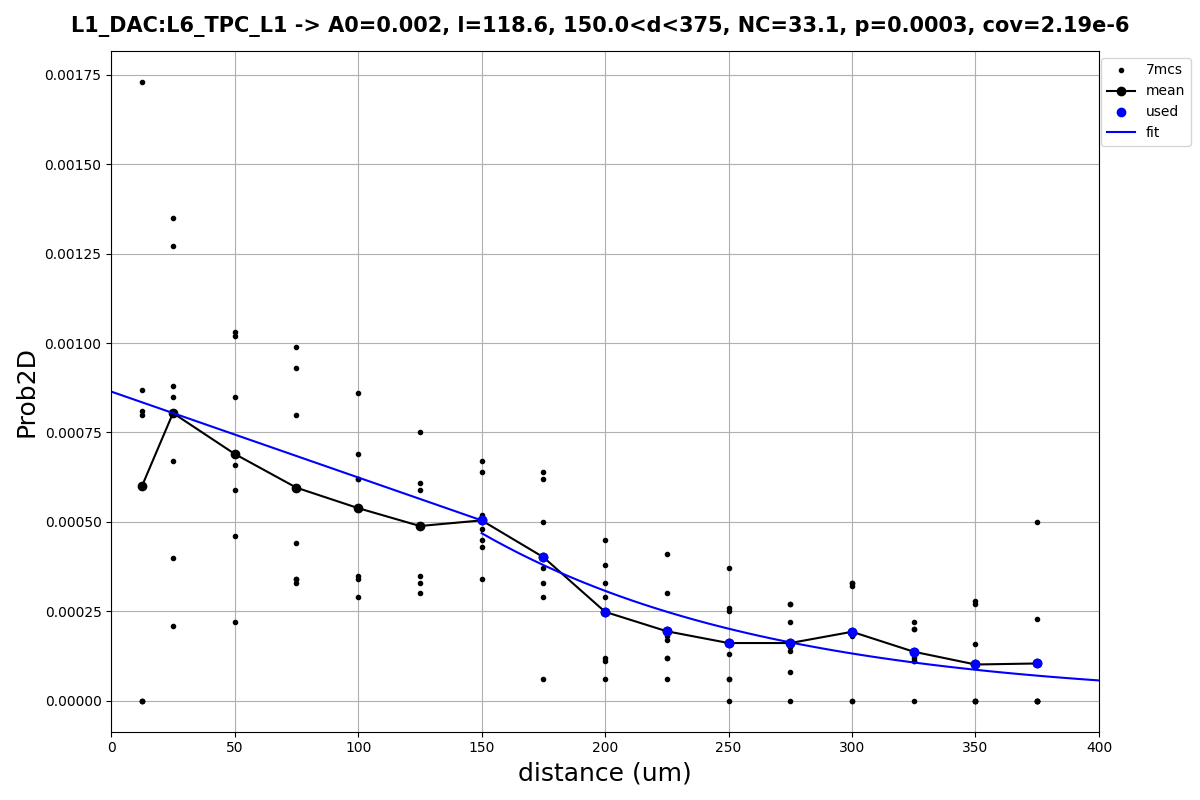 L1_DAC:L6_TPC_L1 -> A0=0.002, l=118.6, 150.0<d<375, NC=33.1, p=0.0003, cov=2.19e-6
7mcs
mean
used
fit
0.00175
0.00150
0.00125
0.00100
0.00075
0.00050
0.00025
0.00000
Prob2D
0 50 100 150 200 250 300 350 400
distance (um)